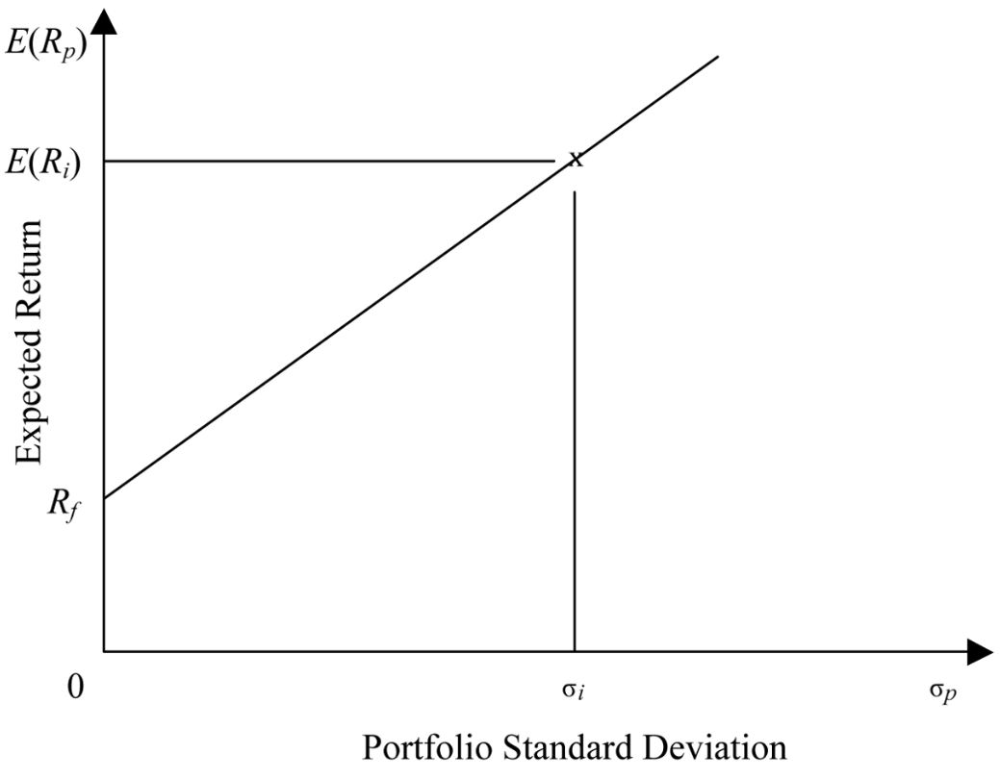 E(Rp)
E(Ri)
x
Expected Return
Rf
0
σi
σp
Portfolio Standard Deviation